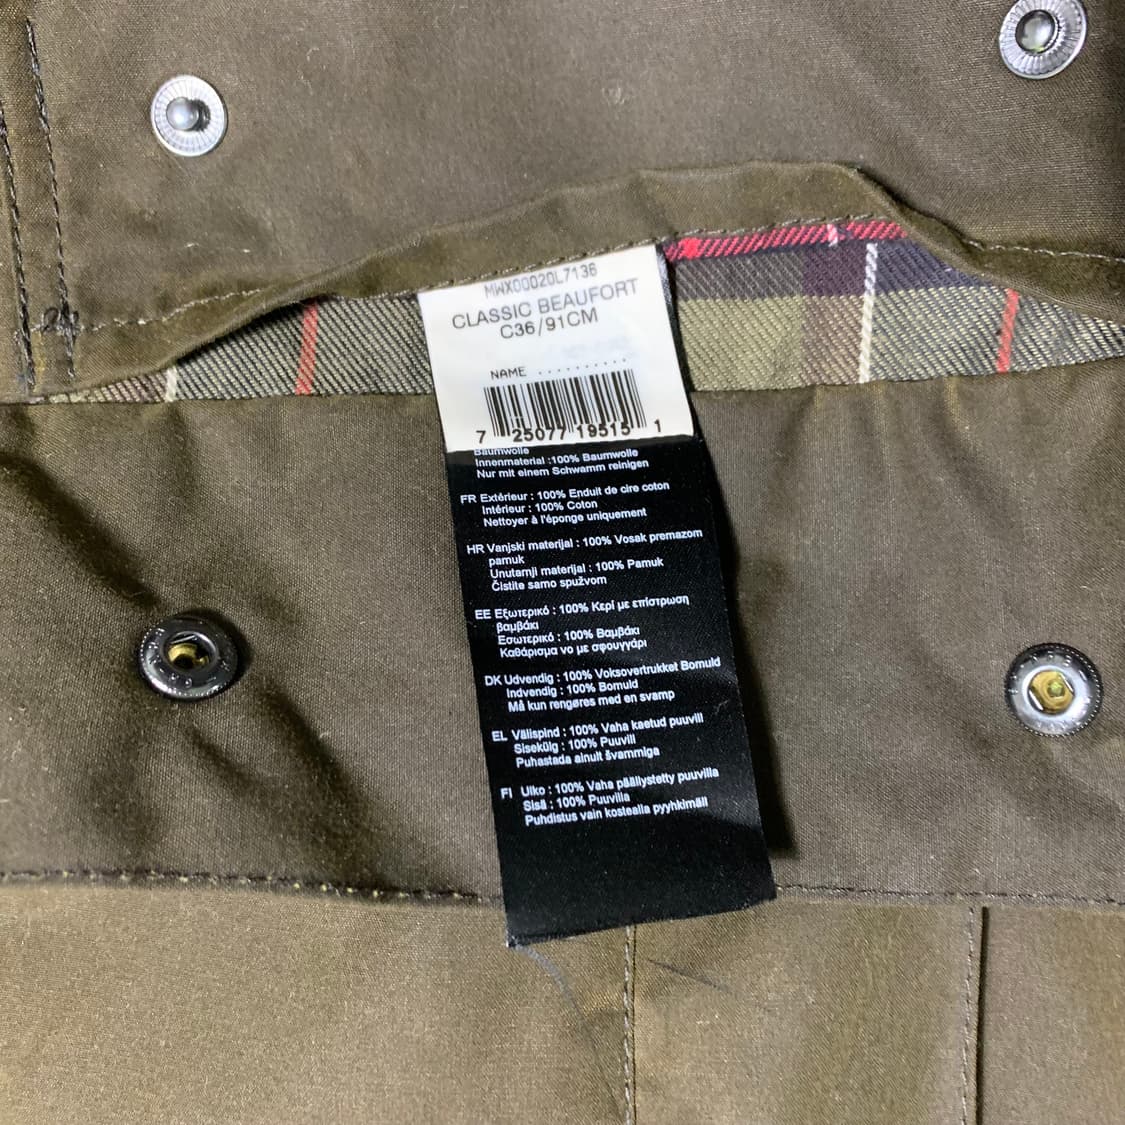 MWX00020L7136
CLASSIC BEAUFORT
C36/91CM
NAME ..........
7 25077 19515 1
Baumwolle
Innenmaterial :100% Baumwolle
Nur mit einem Schwamm reinigen
FR Extérieur : 100% Enduit de cire coton
Intérieur : 100% Coton
Nettoyer à l'éponge uniquement
HR Vanjski materijal : 100% Vosak premazom
pamuk
Unutarnji materijal : 100% Pamuk
Čistite samo spužvom
EE Εξωτερικό : 100% Κερί με επίστρωση
βαμβάκι
Εσωτερικό : 100% Βαμβάκι
Καθάρισμα νο με σφουγγάρι
DK Udvendig : 100% Voksovertrukket Bomuld
Indvendig : 100% Bomuld
Må kun rengøres med en svamp
EL Välispind : 100% Vaha kaetud puuvill
Sisekülg : 100% Puuvill
Puhastada ainult švammiga
FI Ulko : 100% Vaha päällystetty puuvilla
Sisä : 100% Puuvilla
Puhdistus vain kostealla pyyhkimäll